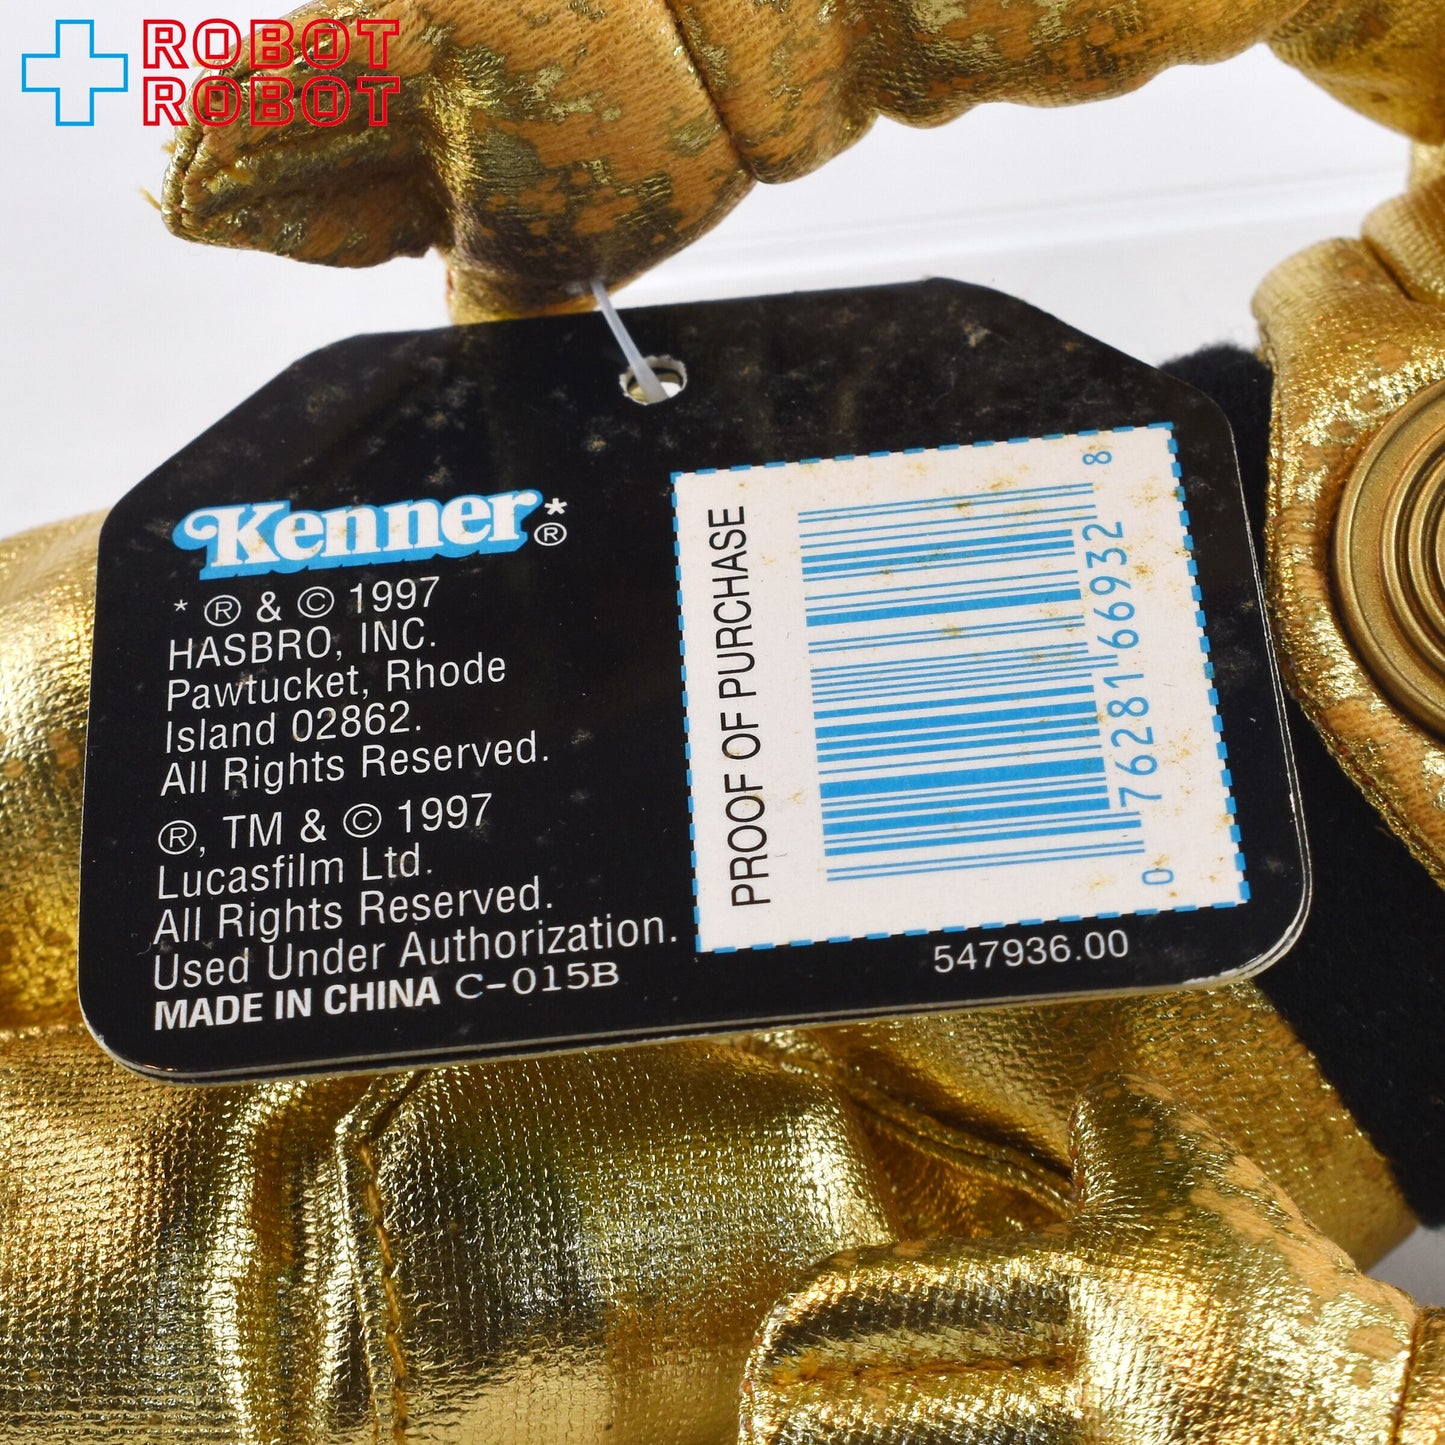 ROBOT
ROBOT
Kenner*®
* ® & © 1997
HASBRO, INC.
Pawtucket, Rhode
Island 02862.
All Rights Reserved.
®, TM & © 1997
Lucasfilm Ltd.
All Rights Reserved.
Used Under Authorization.
MADE IN CHINA C-015B
PROOF OF PURCHASE
0 76281 66932 8
547936.00